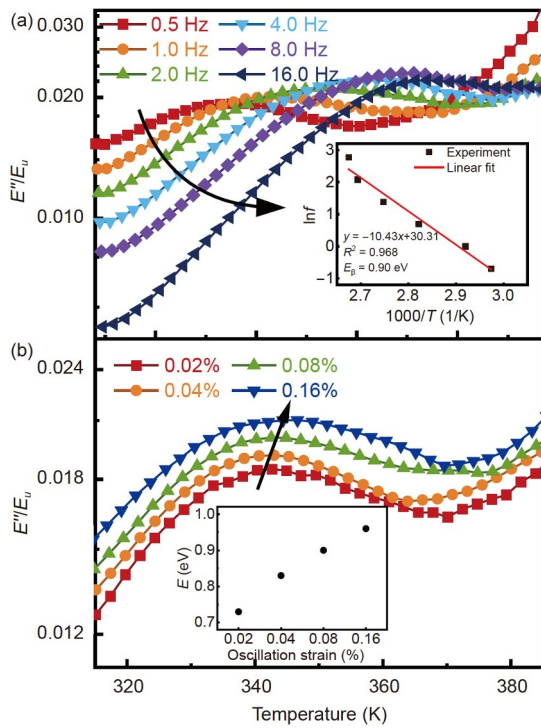 (a)
0.5 Hz 4.0 Hz
1.0 Hz 8.0 Hz
2.0 Hz 16.0 Hz
0.030
0.020
0.010
E''/Eu
Experiment
Linear fit
y = −10.43x+30.31
R² = 0.968
Eβ = 0.90 eV
3
2
1
0
−1
lnf
2.7 2.8 2.9 3.0
1000/T (1/K)
(b)
0.02% 0.08%
0.04% 0.16%
0.024
0.018
0.012
E''/Eu
1.0
0.9
0.8
0.7
E (eV)
0.02 0.04 0.08 0.16
Oscillation strain (%)
320 340 360 380
Temperature (K)